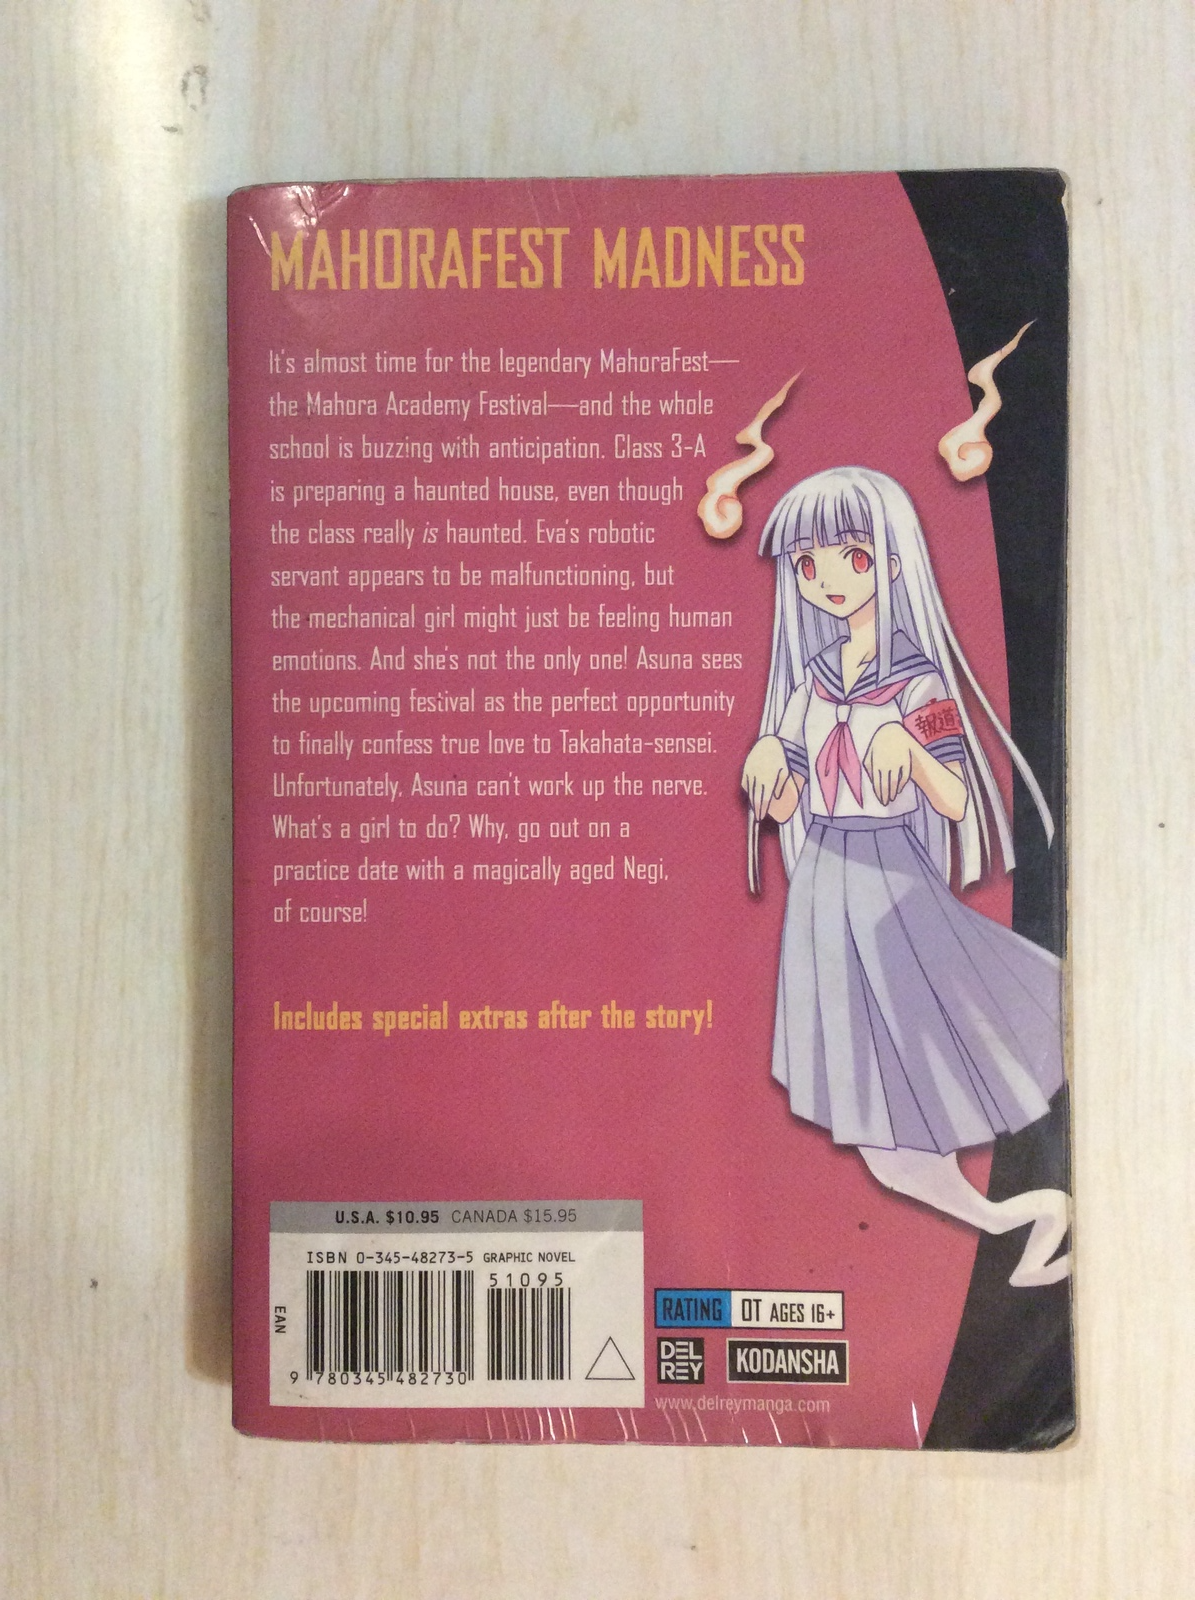 MAHORAFEST MADNESS
It's almost time for the legendary MahoraFest—
the Mahora Academy Festival—and the whole
school is buzzing with anticipation. Class 3-A
is preparing a haunted house, even though
the class really is haunted. Eva's robotic
servant appears to be malfunctioning, but
the mechanical girl might just be feeling human
emotions. And she's not the only one! Asuna sees
the upcoming festival as the perfect opportunity
to finally confess true love to Takahata-sensei.
Unfortunately, Asuna can't work up the nerve.
What's a girl to do? Why, go out on a
practice date with a magically aged Negi,
of course!
報道
Includes special extras after the story!
U.S.A. $10.95 CANADA $15.95
ISBN 0-345-48273-5 GRAPHIC NOVEL
51095
EAN
9 780345 482730
RATING OT AGES 16+
DEL REY
KODANSHA
www.delreymanga.com